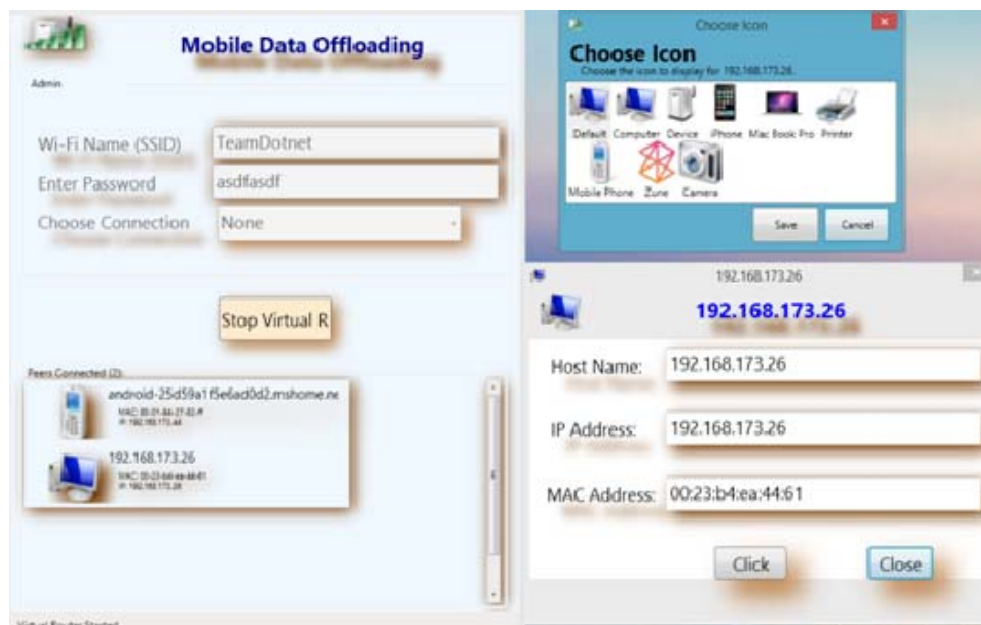 Mobile Data Offloading
Admin
Wi-Fi Name (SSID)
TeamDotnet
Enter Password
asdfasdf
Choose Connection
None
Stop Virtual R
Peers Connected (2):
android-25d59a1f5e6ad0d2.mshome.ne
192.168.173.26
Virtual Router Started
Choose Icon
Choose Icon
Choose the icon to display for 192.168.173.26.
Default Computer Device iPhone Mac Book Pro Printer
Mobile Phone Zune Camera
Save Cancel
192.168.173.26
192.168.173.26
Host Name: 192.168.173.26
IP Address: 192.168.173.26
MAC Address: 00:23:b4:ea:44:61
Click Close